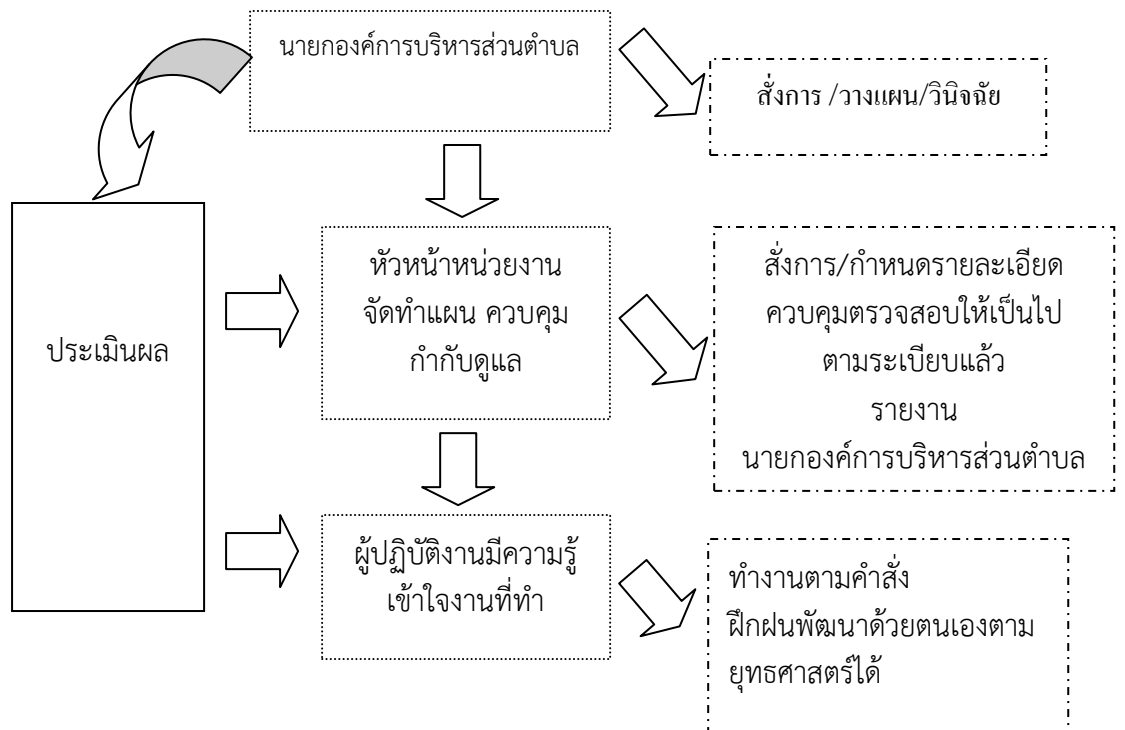 นายกองค์การบริหารส่วนตำบล
สั่งการ /วางแผน/วินิจฉัย
ประเมินผล
หัวหน้าหน่วยงาน
จัดทำแผน ควบคุม
กำกับดูแล
สั่งการ/กำหนดรายละเอียด
ควบคุมตรวจสอบให้เป็นไป
ตามระเบียบแล้ว
รายงาน
นายกองค์การบริหารส่วนตำบล
ผู้ปฏิบัติงานมีความรู้
เข้าใจงานที่ทำ
ทำงานตามคำสั่ง
ฝึกฝนพัฒนาด้วยตนเองตาม
ยุทธศาสตร์ได้